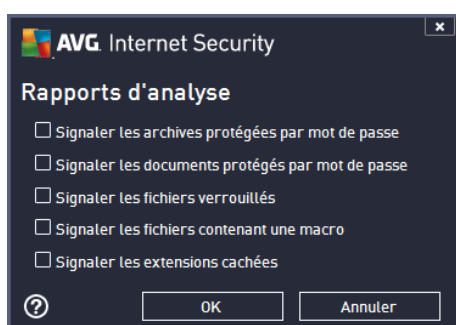 AVG. Internet Security
Rapports d'analyse
Signaler les archives protégées par mot de passe
Signaler les documents protégés par mot de passe
Signaler les fichiers verrouillés
Signaler les fichiers contenant une macro
Signaler les extensions cachées
? OK Annuler